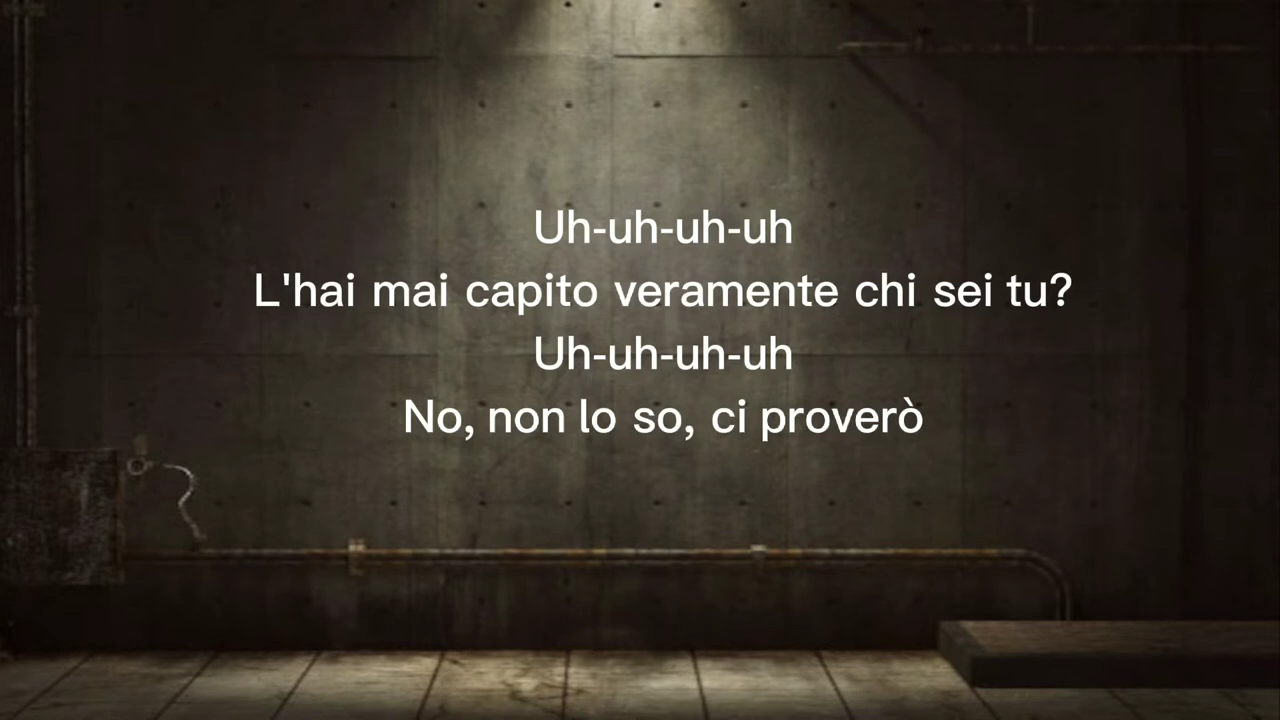 Uh-uh-uh-uh
L'hai mai capito veramente chi sei tu?
Uh-uh-uh-uh
No, non lo so, ci proverò